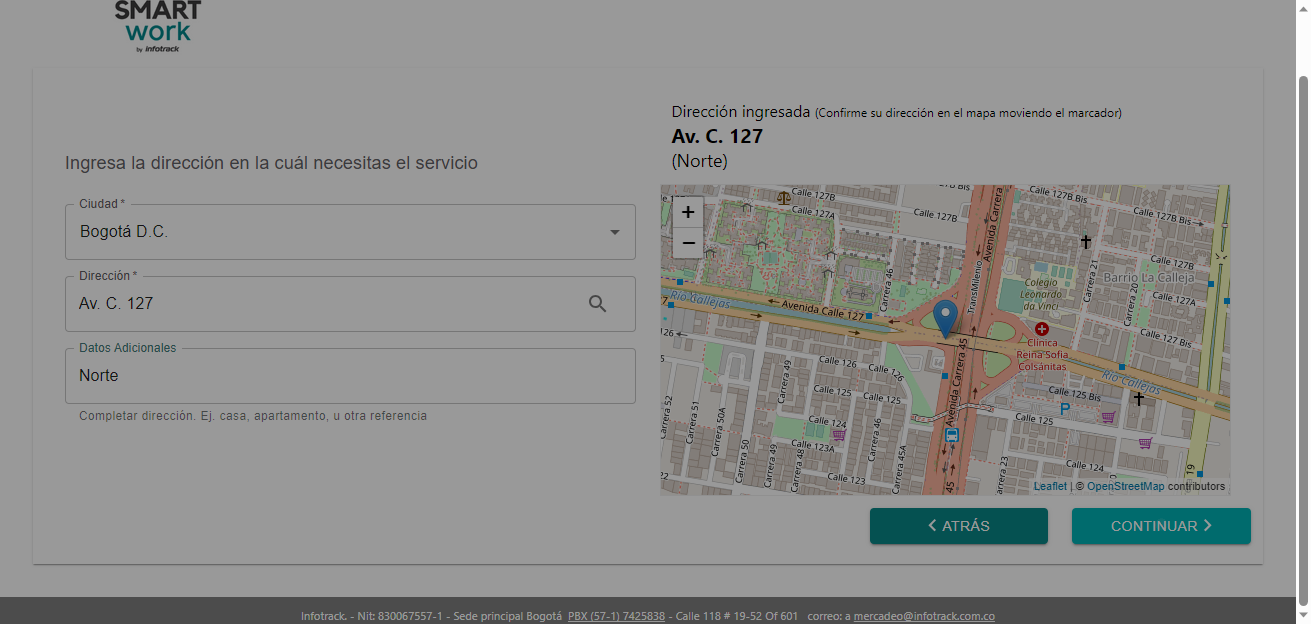 SMART
work
by infotrack
Dirección ingresada (Confirme su dirección en el mapa moviendo el marcador)
Av. C. 127
(Norte)
Ingresa la dirección en la cuál necesitas el servicio
Ciudad *
Bogotá D.C.
Dirección *
Av. C. 127
Datos Adicionales
Norte
Completar dirección. Ej. casa, apartamento, u otra referencia
+
−
Calle 127B
Calle 127A
Calle 127B
Calle 127B Bis
Calle 127B Bis
Avenida Carrera
TransMilenio
Carrera 46
Colegio
Leonardo
da Vinci
Carrera 21
Calle 127B
Barrio La Calleja
Carrera 20
Calle 127A
Río Callejas
Avenida Calle 127
Calle 127 Bis
Clínica
Reina Sofía
Colsánitas
Río Callejas
Calle 126
Calle 126
Avenida Carrera 45
Carrera 49
Calle 125
Calle 125
Calle 125 Bis
Carrera 52
Carrera 51
Carrera 50A
P
Calle 125
Calle 124
Calle 123A
Carrera 46
Carrera 50
Carrera 49
Carrera 48
Carrera 45A
Calle 123
45
Carrera 23
Calle 124
19
Leaflet | © OpenStreetMap contributors
ATRÁS
CONTINUAR
Infotrack. - Nit: 830067557-1 - Sede principal Bogotá PBX (57-1) 7425838 - Calle 118 # 19-52 Of 601 correo: a mercadeo@infotrack.com.co